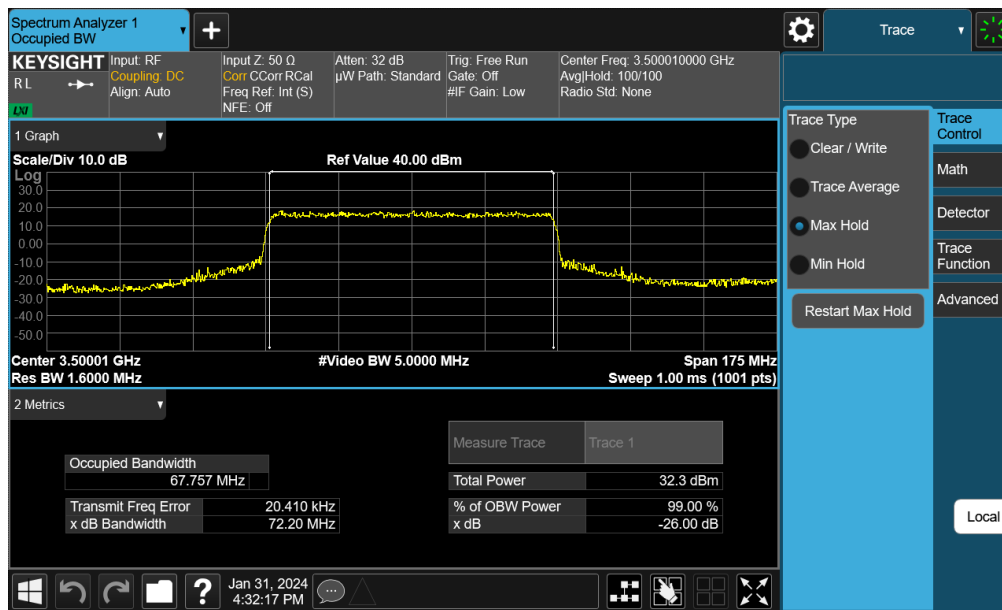 Spectrum Analyzer 1
Occupied BW
+
Trace
KEYSIGHT
R L
LXI
Input: RF
Coupling: DC
Align: Auto
Input Z: 50 Ω
Corr CCorr RCal
Freq Ref: Int (S)
NFE: Off
Atten: 32 dB
µW Path: Standard
Trig: Free Run
Gate: Off
#IF Gain: Low
Center Freq: 3.500010000 GHz
Avg|Hold: 100/100
Radio Std: None
1 Graph
Scale/Div 10.0 dB
Ref Value 40.00 dBm
Log
30.0
20.0
10.0
0.00
-10.0
-20.0
-30.0
-40.0
-50.0
Center 3.50001 GHz
#Video BW 5.0000 MHz
Span 175 MHz
Res BW 1.6000 MHz
Sweep 1.00 ms (1001 pts)
2 Metrics
Measure Trace
Trace 1
Occupied Bandwidth
67.757 MHz
Total Power
32.3 dBm
Transmit Freq Error
20.410 kHz
% of OBW Power
99.00 %
x dB Bandwidth
72.20 MHz
x dB
-26.00 dB
Trace Type
Clear / Write
Trace Average
Max Hold
Min Hold
Restart Max Hold
Trace
Control
Math
Detector
Trace
Function
Advanced
Local
?
Jan 31, 2024
4:32:17 PM